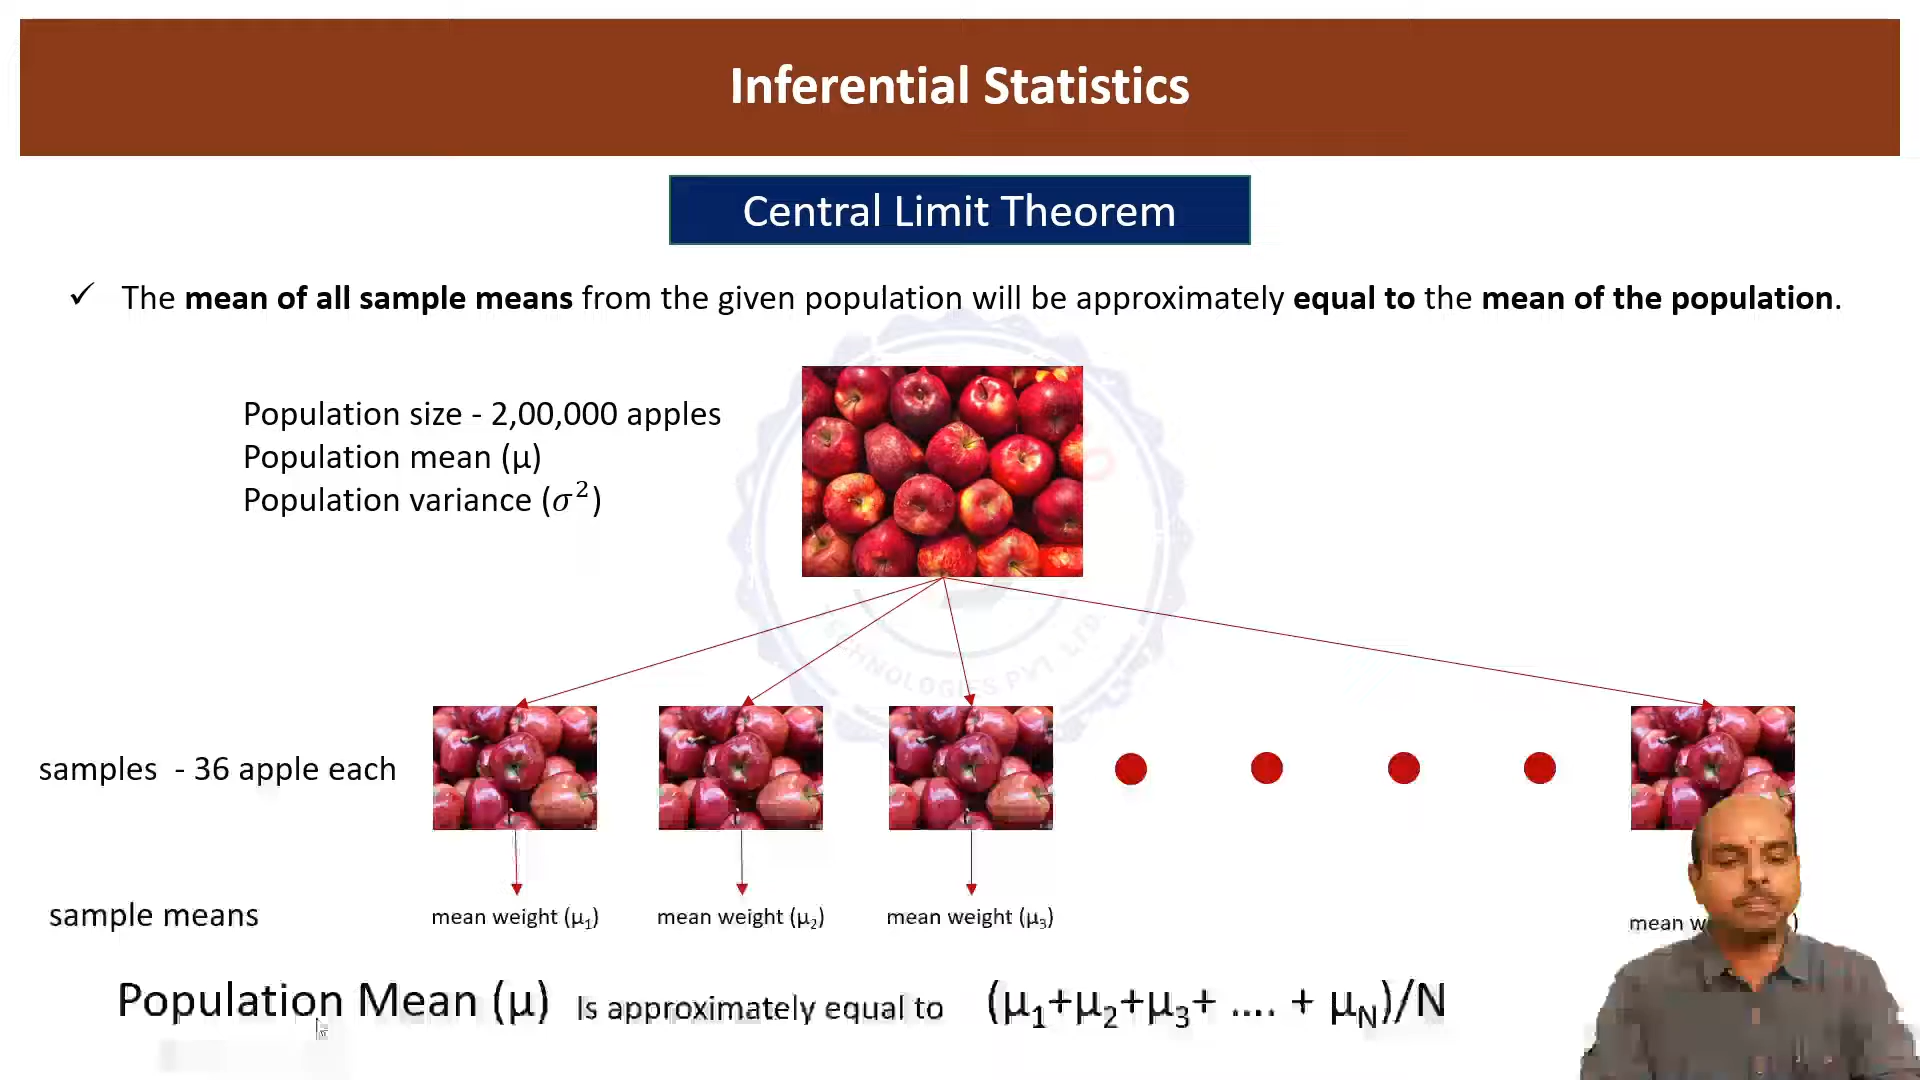 Inferential Statistics
Central Limit Theorem
✓ The mean of all sample means from the given population will be approximately equal to the mean of the population.
Population size - 2,00,000 apples
Population mean (μ)
Population variance (σ²)
CHNOLOGIES PVT. LTD.
samples - 36 apple each
sample means
mean weight (μ₁)
mean weight (μ₂)
mean weight (μ₃)
mean
Population Mean (μ) Is approximately equal to (μ₁+μ₂+μ₃+ .... + μN)/N